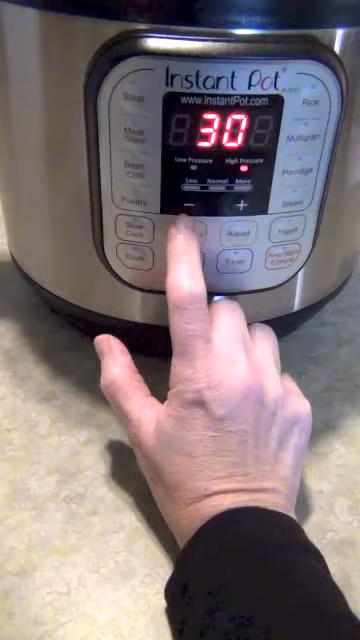 Instant Pot
www.InstantPot.com
Soup
Meat/
Stew
Bean/
Chili
Poultry
Slow
Cook
Sauté
30
Low Pressure
High Pressure
Less
Normal
More
−
+
Adjust
Timer
Rice
Multigrain
Porridge
Steam
Yogurt
Keep Warm
/Cancel